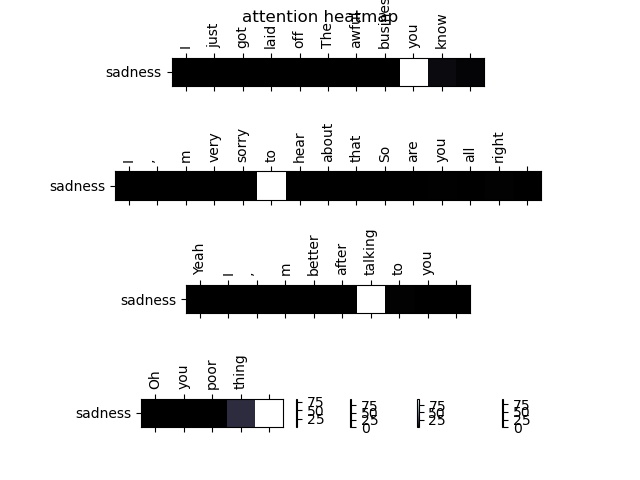 attention heatmap
I just got laid off The awful business you know
sadness
I , m very sorry to hear about that So are you all right
sadness
Yeah I , m better after talking to you
sadness
Oh you poor thing
sadness
75 50 25
75 50 25 0
75 50 25
75 50 25 0